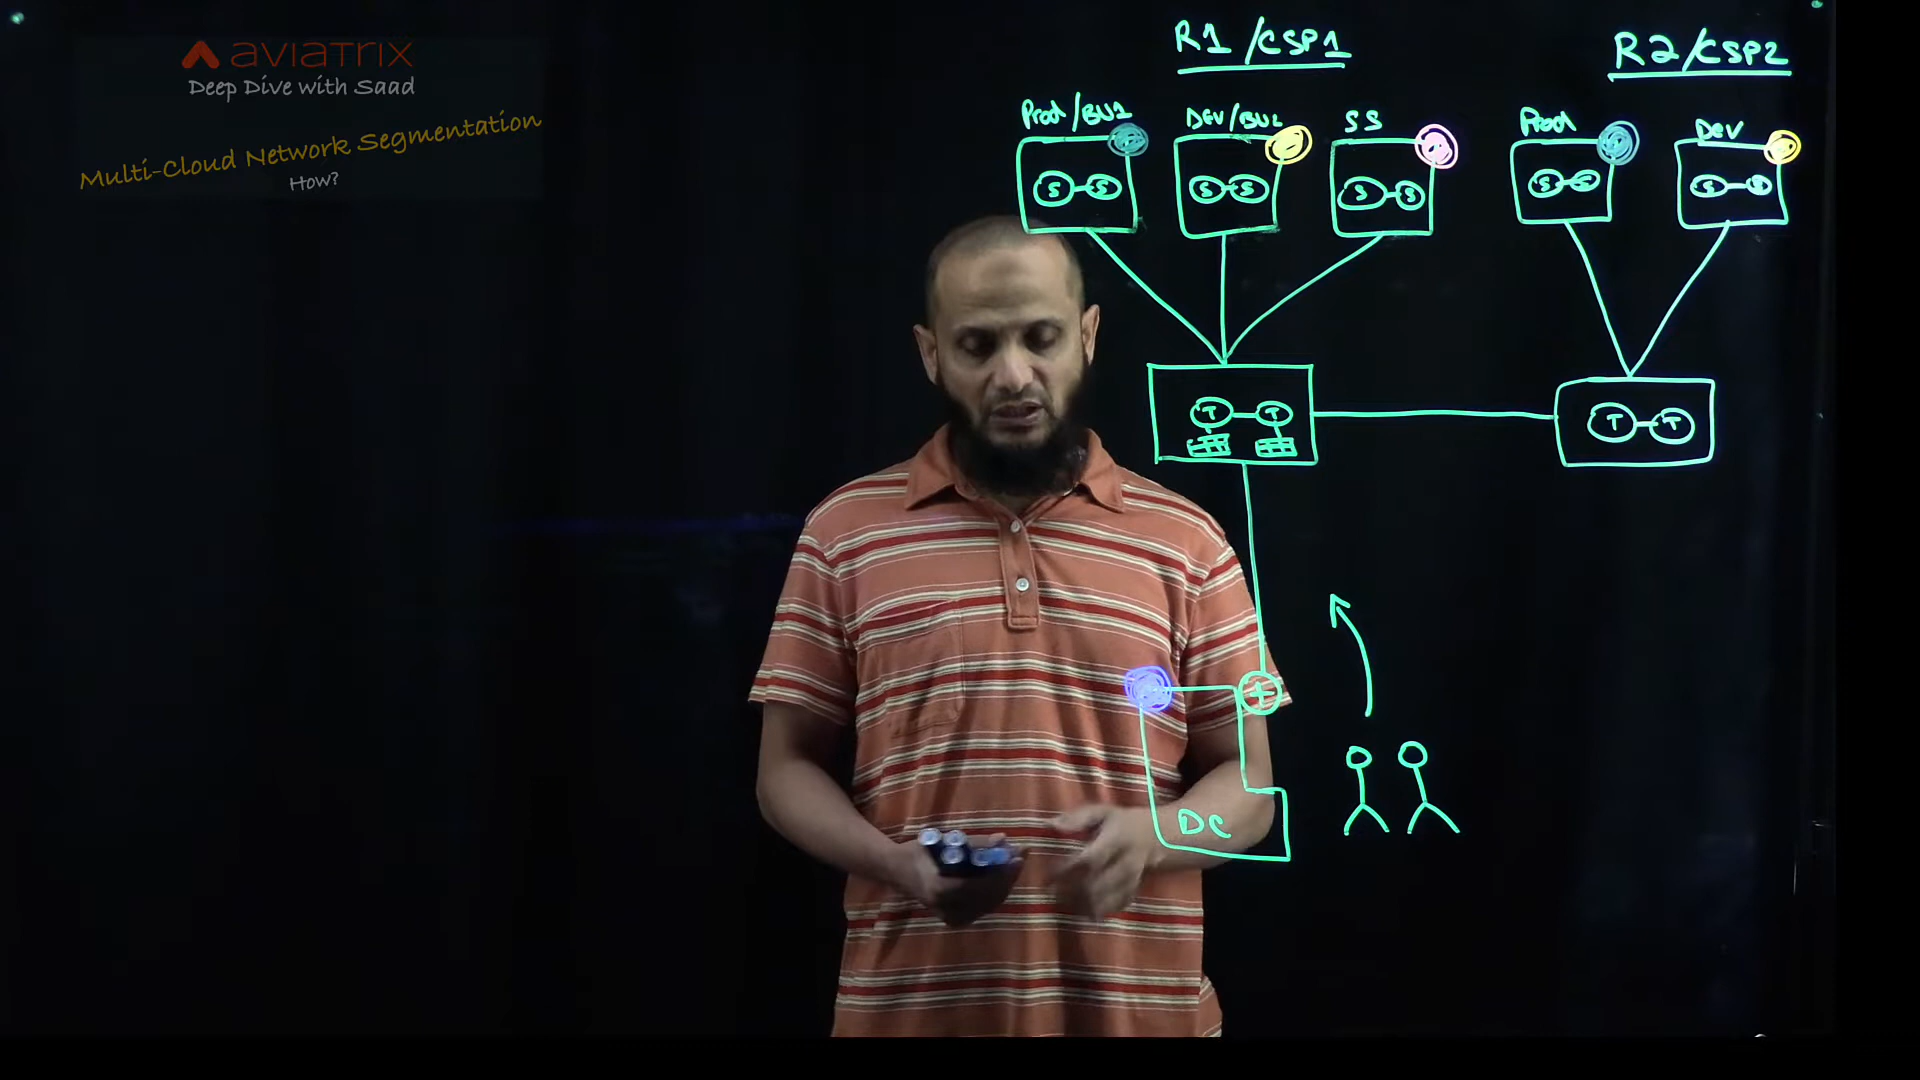 AVIATRIX
Deep Dive with Saad
Multi-Cloud Network Segmentation
How?
R1/CSP1
R2/CSP2
Prod/BU1
Dev/BU2
SS
Prod
Dev
S S
S S
S S
S S
S S
T T
T T
DC